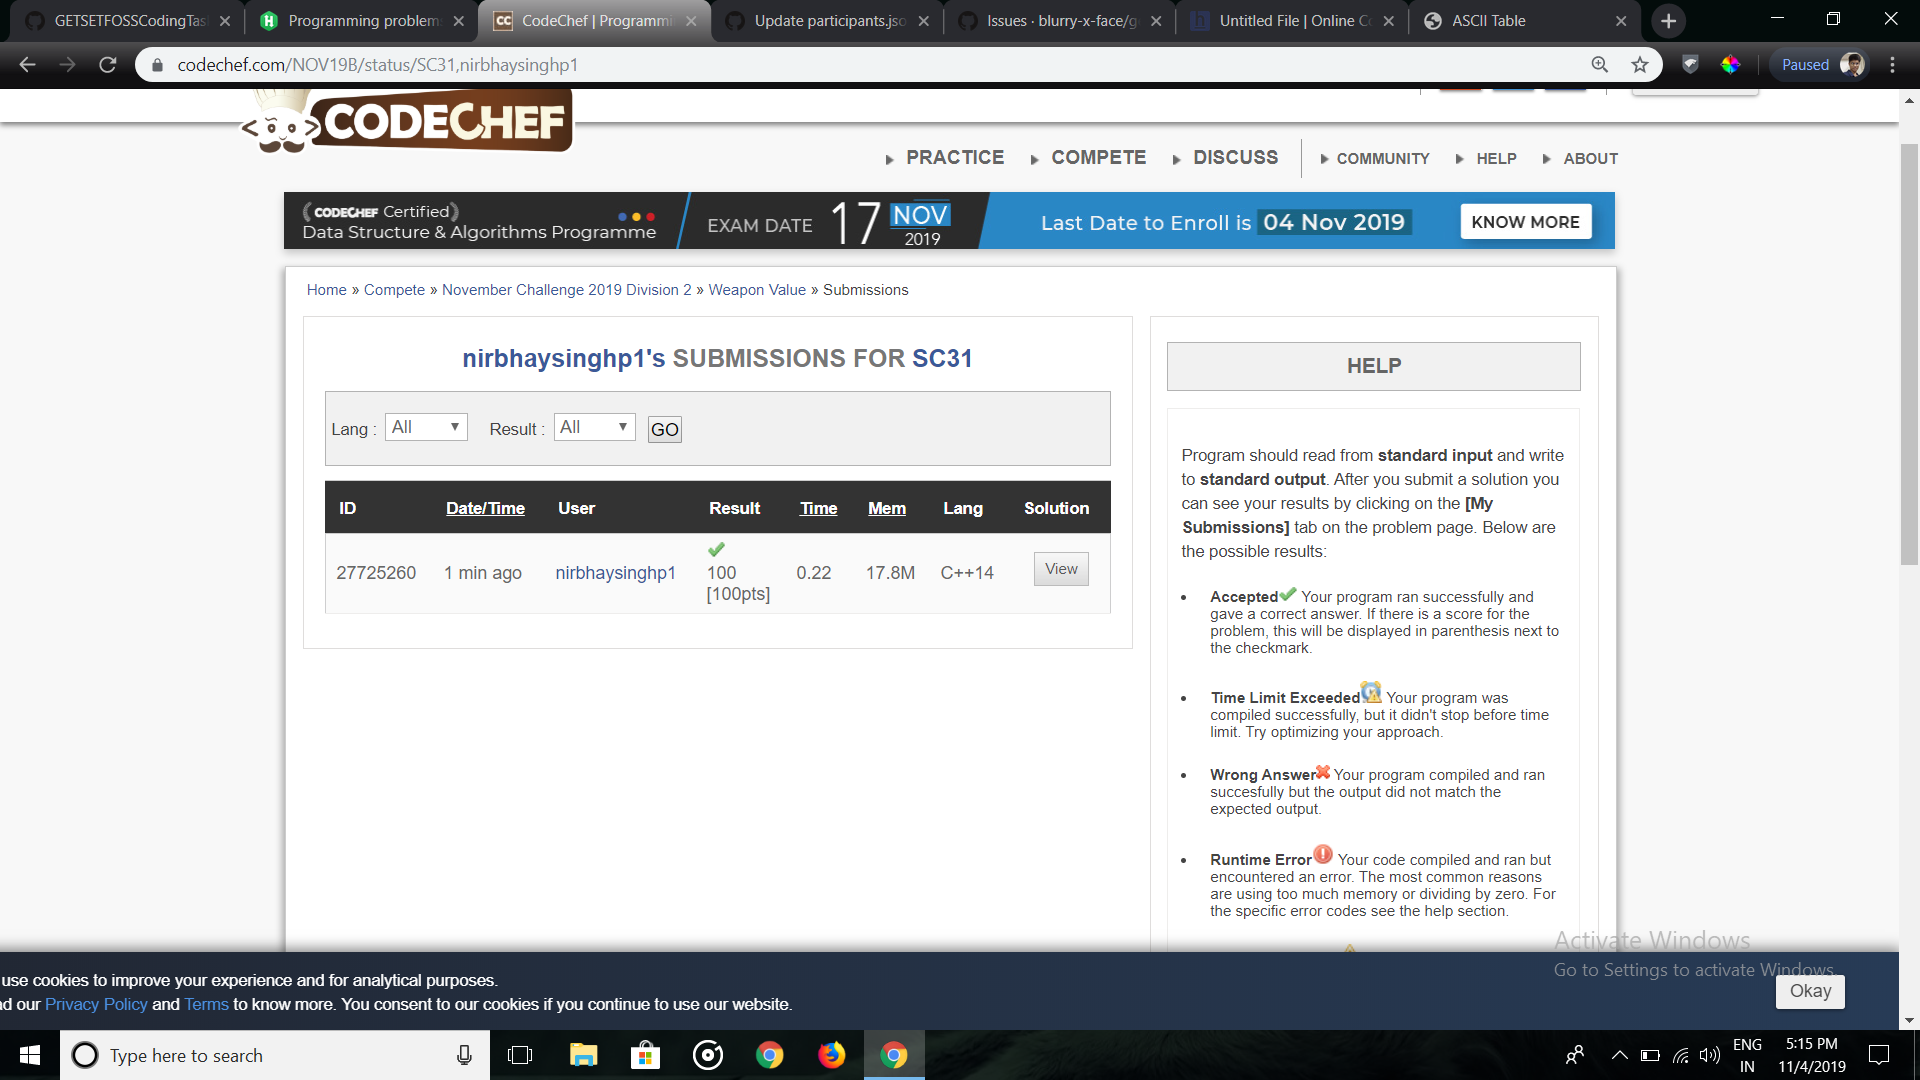 GETSETFOSSCodingTas
Programming problem
CodeChef | Programmi
Update participants.jso
Issues · blurry-x-face/g
Untitled File | Online C
ASCII Table
codechef.com/NOV19B/status/SC31,nirbhaysinghp1
Paused
CODECHEF
PRACTICE
COMPETE
DISCUSS
COMMUNITY
HELP
ABOUT
CODECHEF Certified
Data Structure & Algorithms Programme
EXAM DATE 17 NOV 2019
Last Date to Enroll is 04 Nov 2019
KNOW MORE
Home » Compete » November Challenge 2019 Division 2 » Weapon Value » Submissions
nirbhaysinghp1's SUBMISSIONS FOR SC31
Lang : All Result : All GO
ID Date/Time User Result Time Mem Lang Solution
27725260 1 min ago nirbhaysinghp1 100 [100pts] 0.22 17.8M C++14 View
HELP
Program should read from standard input and write
to standard output. After you submit a solution you
can see your results by clicking on the [My
Submissions] tab on the problem page. Below are
the possible results:
Accepted Your program ran successfully and
gave a correct answer. If there is a score for the
problem, this will be displayed in parenthesis next to
the checkmark.
Time Limit Exceeded Your program was
compiled successfully, but it didn't stop before time
limit. Try optimizing your approach.
Wrong Answer Your program compiled and ran
succesfully but the output did not match the
expected output.
Runtime Error Your code compiled and ran but
encountered an error. The most common reasons
are using too much memory or dividing by zero. For
the specific error codes see the help section.
Activate Windows
Go to Settings to activate Windows.
use cookies to improve your experience and for analytical purposes.
ad our Privacy Policy and Terms to know more. You consent to our cookies if you continue to use our website.
Okay
Type here to search
ENG
IN
5:15 PM
11/4/2019